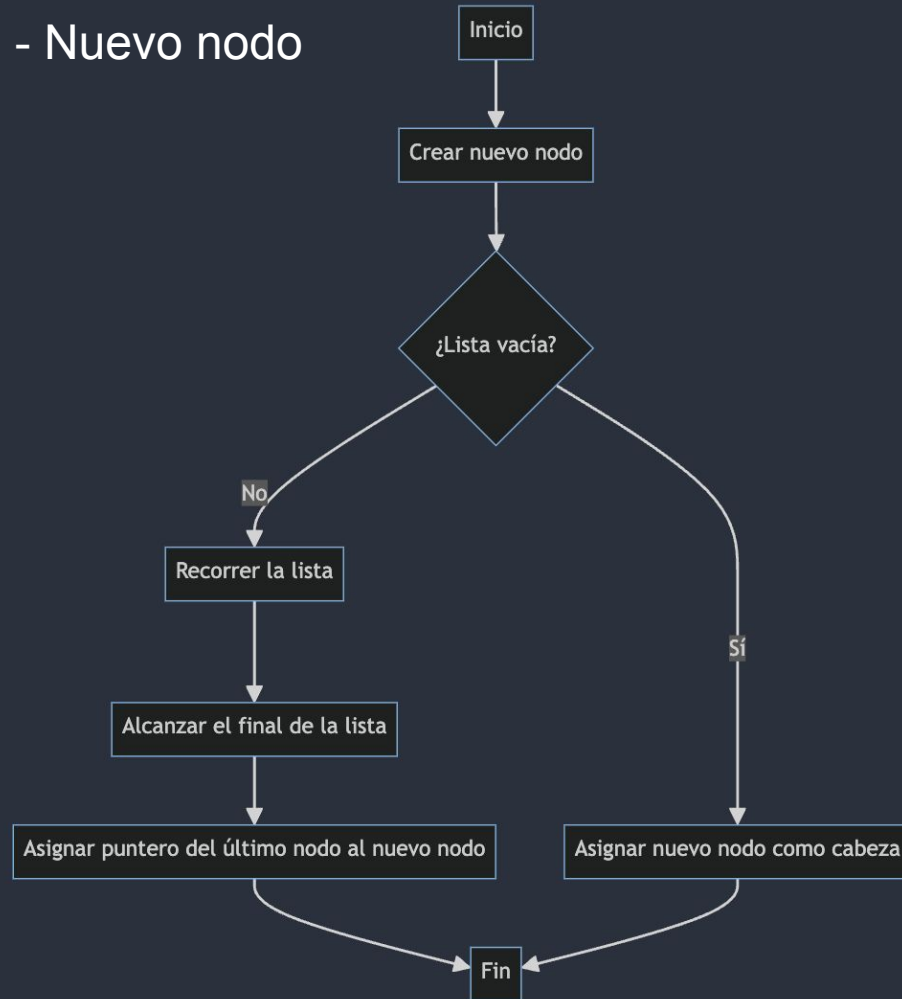 - Nuevo nodo
Inicio
Crear nuevo nodo
¿Lista vacía?
No
Recorrer la lista
Sí
Alcanzar el final de la lista
Asignar puntero del último nodo al nuevo nodo
Asignar nuevo nodo como cabeza
Fin